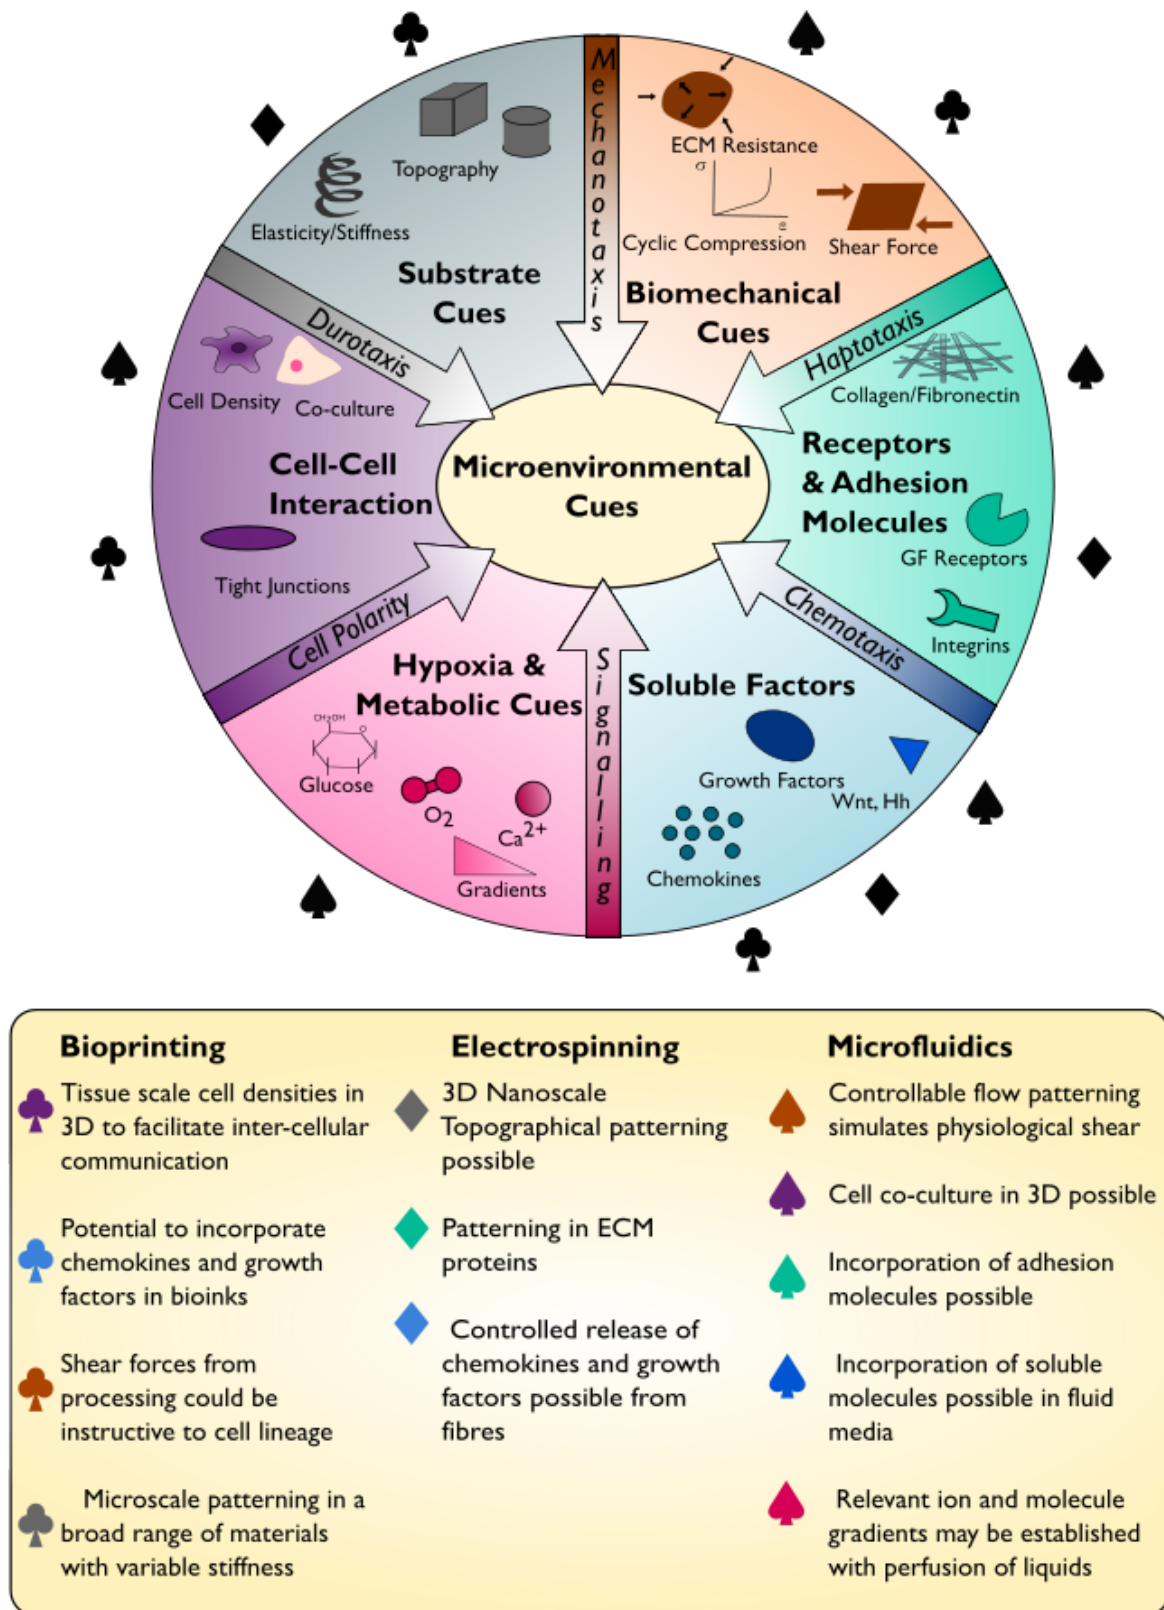 Mechanotaxis
ECM Resistance
σ
e
Cyclic Compression
Shear Force
Topography
Elasticity/Stiffness
Substrate
Cues
Biomechanical
Cues
Durotaxis
Haptotaxis
Cell Density
Co-culture
Collagen/Fibronectin
Cell-Cell
Interaction
Microenvironmental
Cues
Receptors
& Adhesion
Molecules
GF Receptors
Tight Junctions
Integrins
Cell Polarity
Chemotaxis
Hypoxia &
Metabolic Cues
Signalling
Soluble Factors
CH₂OH
O
Glucose
O2
Ca2+
Gradients
Growth Factors
Wnt, Hh
Chemokines
Bioprinting
Tissue scale cell densities in
3D to facilitate inter-cellular
communication
Potential to incorporate
chemokines and growth
factors in bioinks
Shear forces from
processing could be
instructive to cell lineage
Microscale patterning in a
broad range of materials
with variable stiffness
Electrospinning
3D Nanoscale
Topographical patterning
possible
Patterning in ECM
proteins
Controlled release of
chemokines and growth
factors possible from
fibres
Microfluidics
Controllable flow patterning
simulates physiological shear
Cell co-culture in 3D possible
Incorporation of adhesion
molecules possible
Incorporation of soluble
molecules possible in fluid
media
Relevant ion and molecule
gradients may be established
with perfusion of liquids